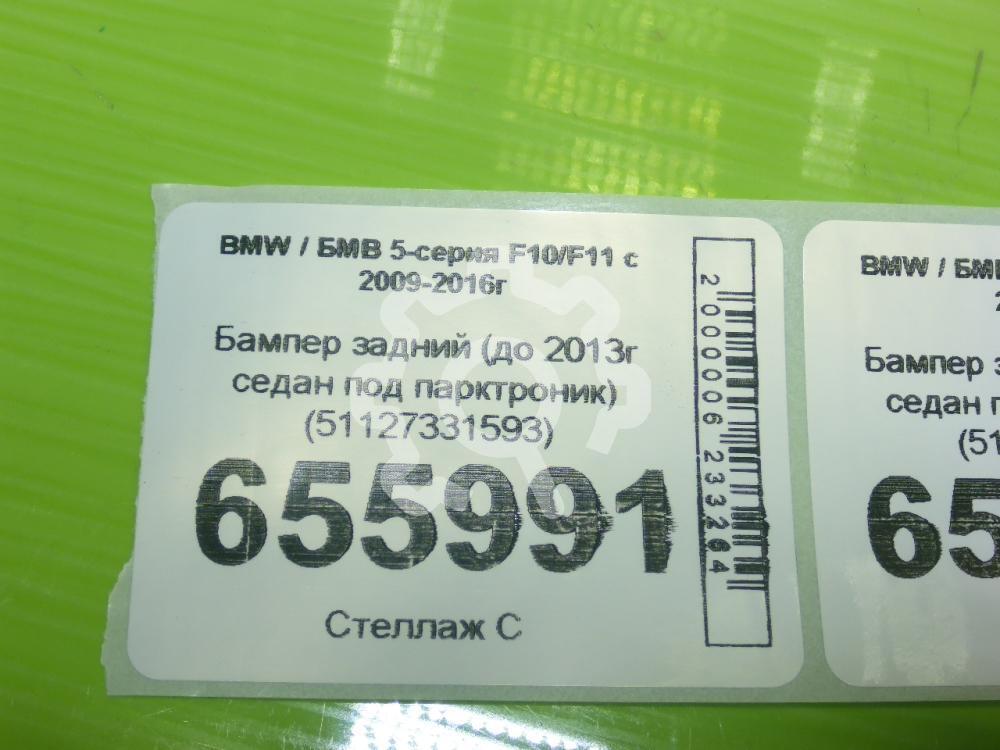 BMW / БМВ 5-серия F10/F11 с
2009-2016г
Бампер задний (до 2013г
седан под парктроник)
(51127331593)
655991
Стеллаж С
2000006233264
BMW / БМВ
Бампер з
седан п
(51
65